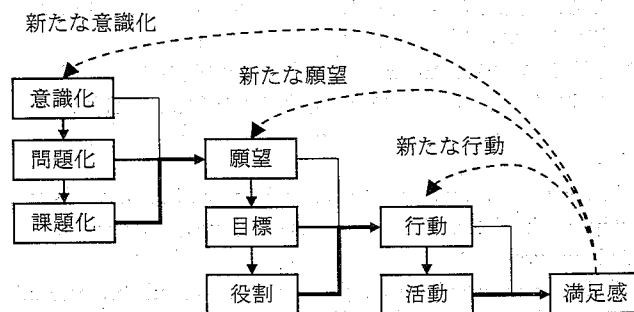 新たな意識化
新たな願望
新たな行動
意識化
問題化
課題化
願望
目標
役割
行動
活動
満足感